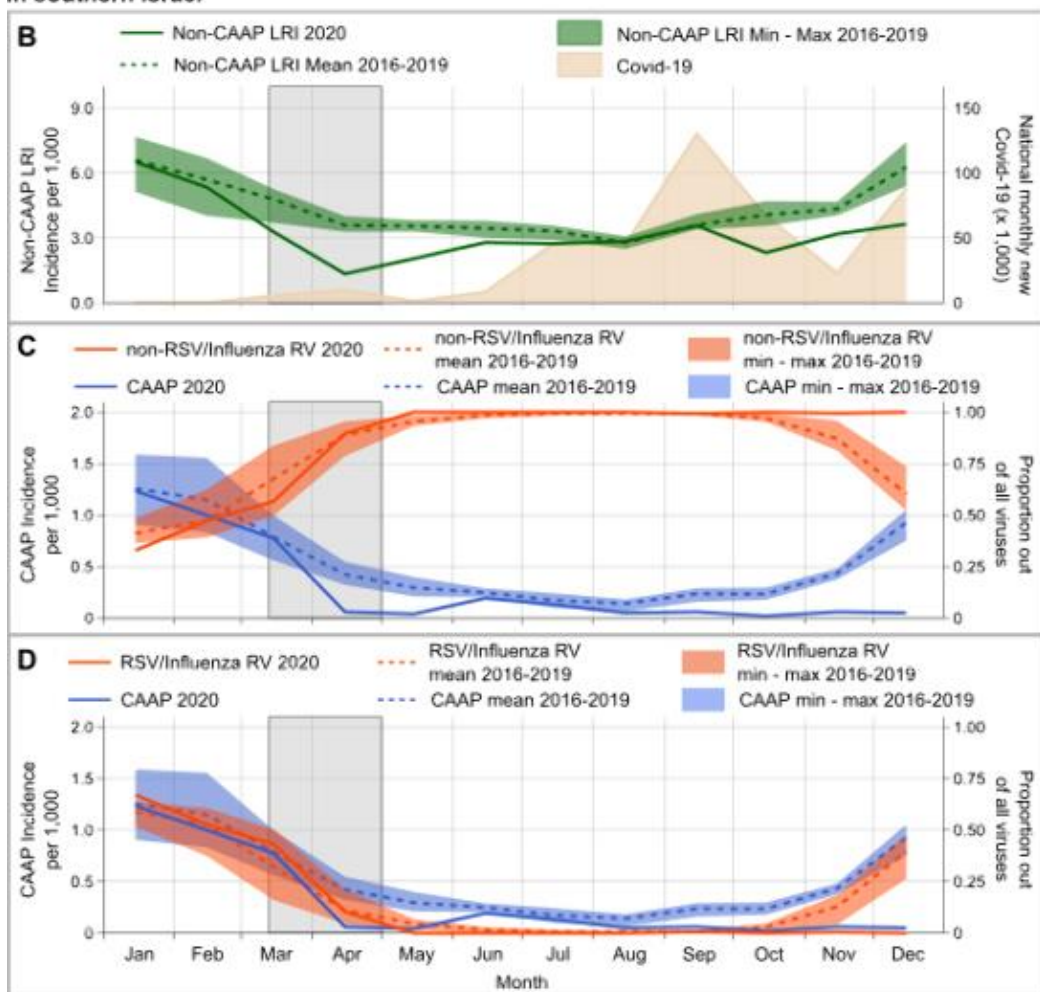 in southern Israel
B
Non-CAAP LRI 2020
Non-CAAP LRI Min - Max 2016-2019
Non-CAAP LRI Mean 2016-2019
Covid-19
Non-CAAP LRI
Incidence per 1,000
9.0
6.0
3.0
0.0
150
100
50
0
National monthly new
Covid-19 (x 1,000)
C
non-RSV/Influenza RV 2020
non-RSV/Influenza RV
mean 2016-2019
non-RSV/Influenza RV
min - max 2016-2019
CAAP 2020
CAAP mean 2016-2019
CAAP min - max 2016-2019
CAAP Incidence
per 1,000
2.0
1.5
1.0
0.5
0
1.00
0.75
0.50
0.25
0
Proportion out
of all viruses
D
RSV/Influenza RV 2020
RSV/Influenza RV
mean 2016-2019
RSV/Influenza RV
min - max 2016-2019
CAAP 2020
CAAP mean 2016-2019
CAAP min - max 2016-2019
CAAP Incidence
per 1,000
2.0
1.5
1.0
0.5
0
1.00
0.75
0.50
0.25
0
Proportion out
of all viruses
Jan Feb Mar Apr May Jun Jul Aug Sep Oct Nov Dec
Month